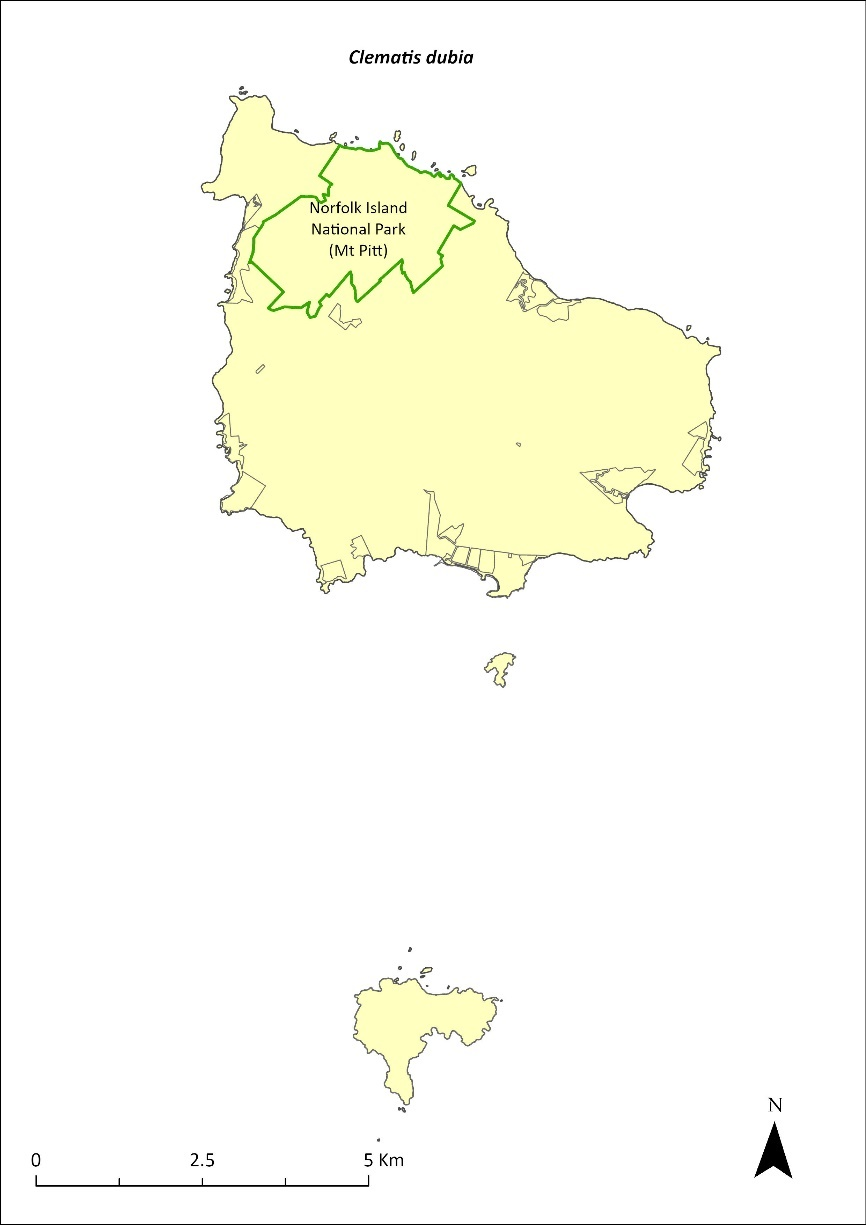 Clematis dubia
Norfolk Island
National Park
(Mt Pitt)
N
0 2.5 5 Km